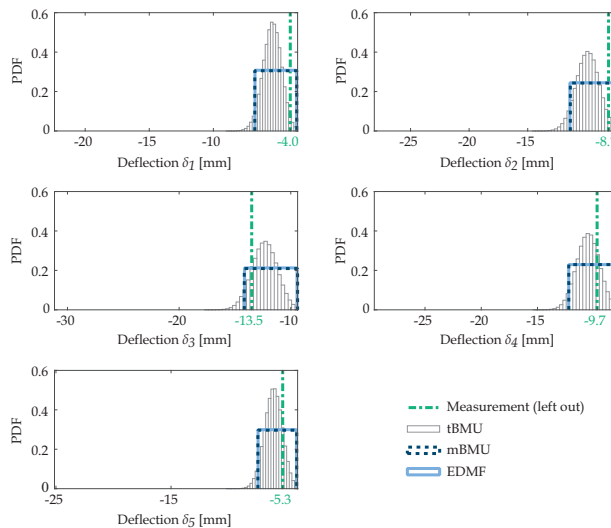 0.6
0.4
0.2
0
PDF
-20
-15
-10
-4.0
Deflection δ1 [mm]
0.6
0.4
0.2
0
PDF
-25
-20
-15
Deflection δ2 [mm]
0.6
0.4
0.2
0
PDF
-30
-20
-13.5
-10
Deflection δ3 [mm]
0.6
0.4
0.2
0
PDF
-25
-20
-15
-9.7
Deflection δ4 [mm]
0.6
0.4
0.2
0
PDF
-25
-15
-5.3
Deflection δ5 [mm]
Measurement (left out)
tBMU
mBMU
EDMF